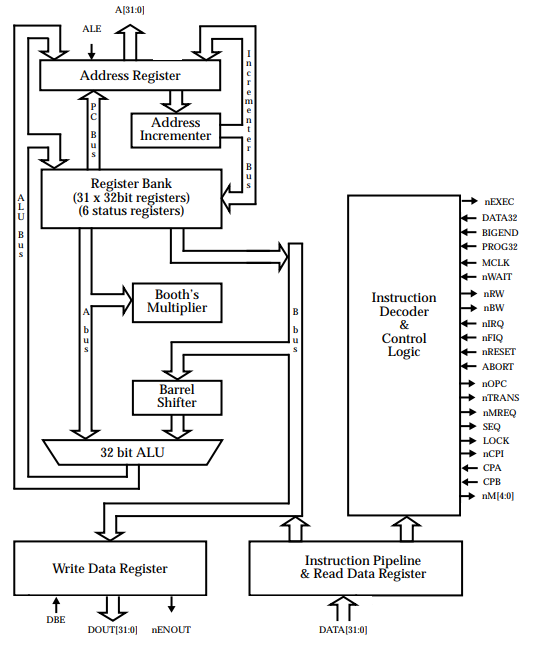 A[31:0]
ALE
Address Register
PC Bus
Incrementer Bus
Address
Incrementer
ALU Bus
Register Bank
(31 x 32bit registers)
(6 status registers)
A bus
Booth's
Multiplier
B bus
Barrel
Shifter
32 bit ALU
Instruction
Decoder
&
Control
Logic
nEXEC
DATA32
BIGEND
PROG32
MCLK
nWAIT
nRW
nBW
nIRQ
nFIQ
nRESET
ABORT
nOPC
nTRANS
nMREQ
SEQ
LOCK
nCPI
CPA
CPB
nM[4:0]
Write Data Register
Instruction Pipeline
& Read Data Register
DBE
DOUT[31:0]
nENOUT
DATA[31:0]